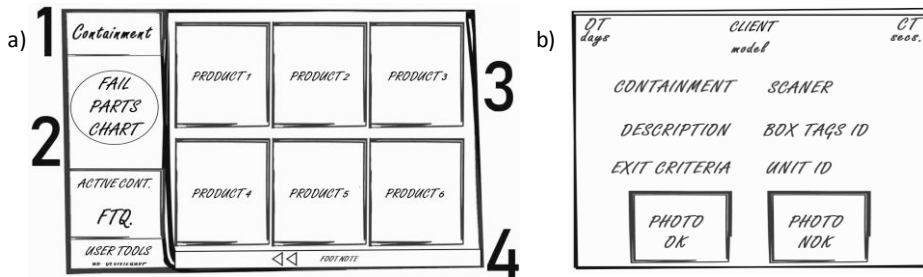 a)
1
Containment
2
FAIL
PARTS
CHART
ACTIVE CONT.
FTQ.
USER TOOLS
PRODUCT 1 PRODUCT 2 PRODUCT 3
PRODUCT 4 PRODUCT 5 PRODUCT 6
FOOT NOTE
3
4
b)
OT
days
CLIENT
model
CT
secs.
CONTAINMENT SCANER
DESCRIPTION BOX TAGS ID
EXIT CRITERIA UNIT ID
PHOTO
OK
PHOTO
NOK